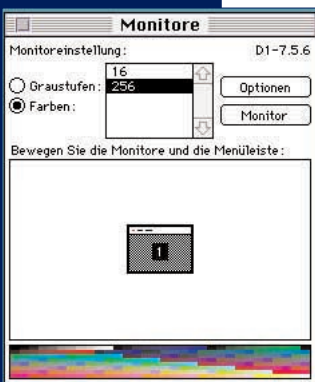 Monitore
Monitoreinstellung: D1-7.5.6
16
Graustufen: 256 Optionen
Farben: Monitor
Bewegen Sie die Monitore und die Menüleiste:
1